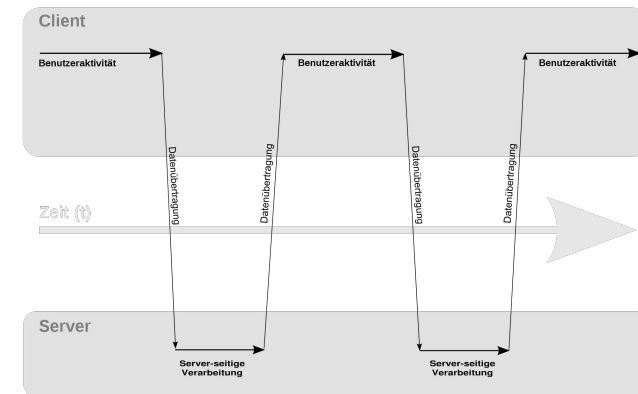 Client
Benutzeraktivität
Benutzeraktivität
Benutzeraktivität
Datenübertragung
Datenübertragung
Datenübertragung
Datenübertragung
Zeit (t)
Server
Server-seitige
Verarbeitung
Server-seitige
Verarbeitung